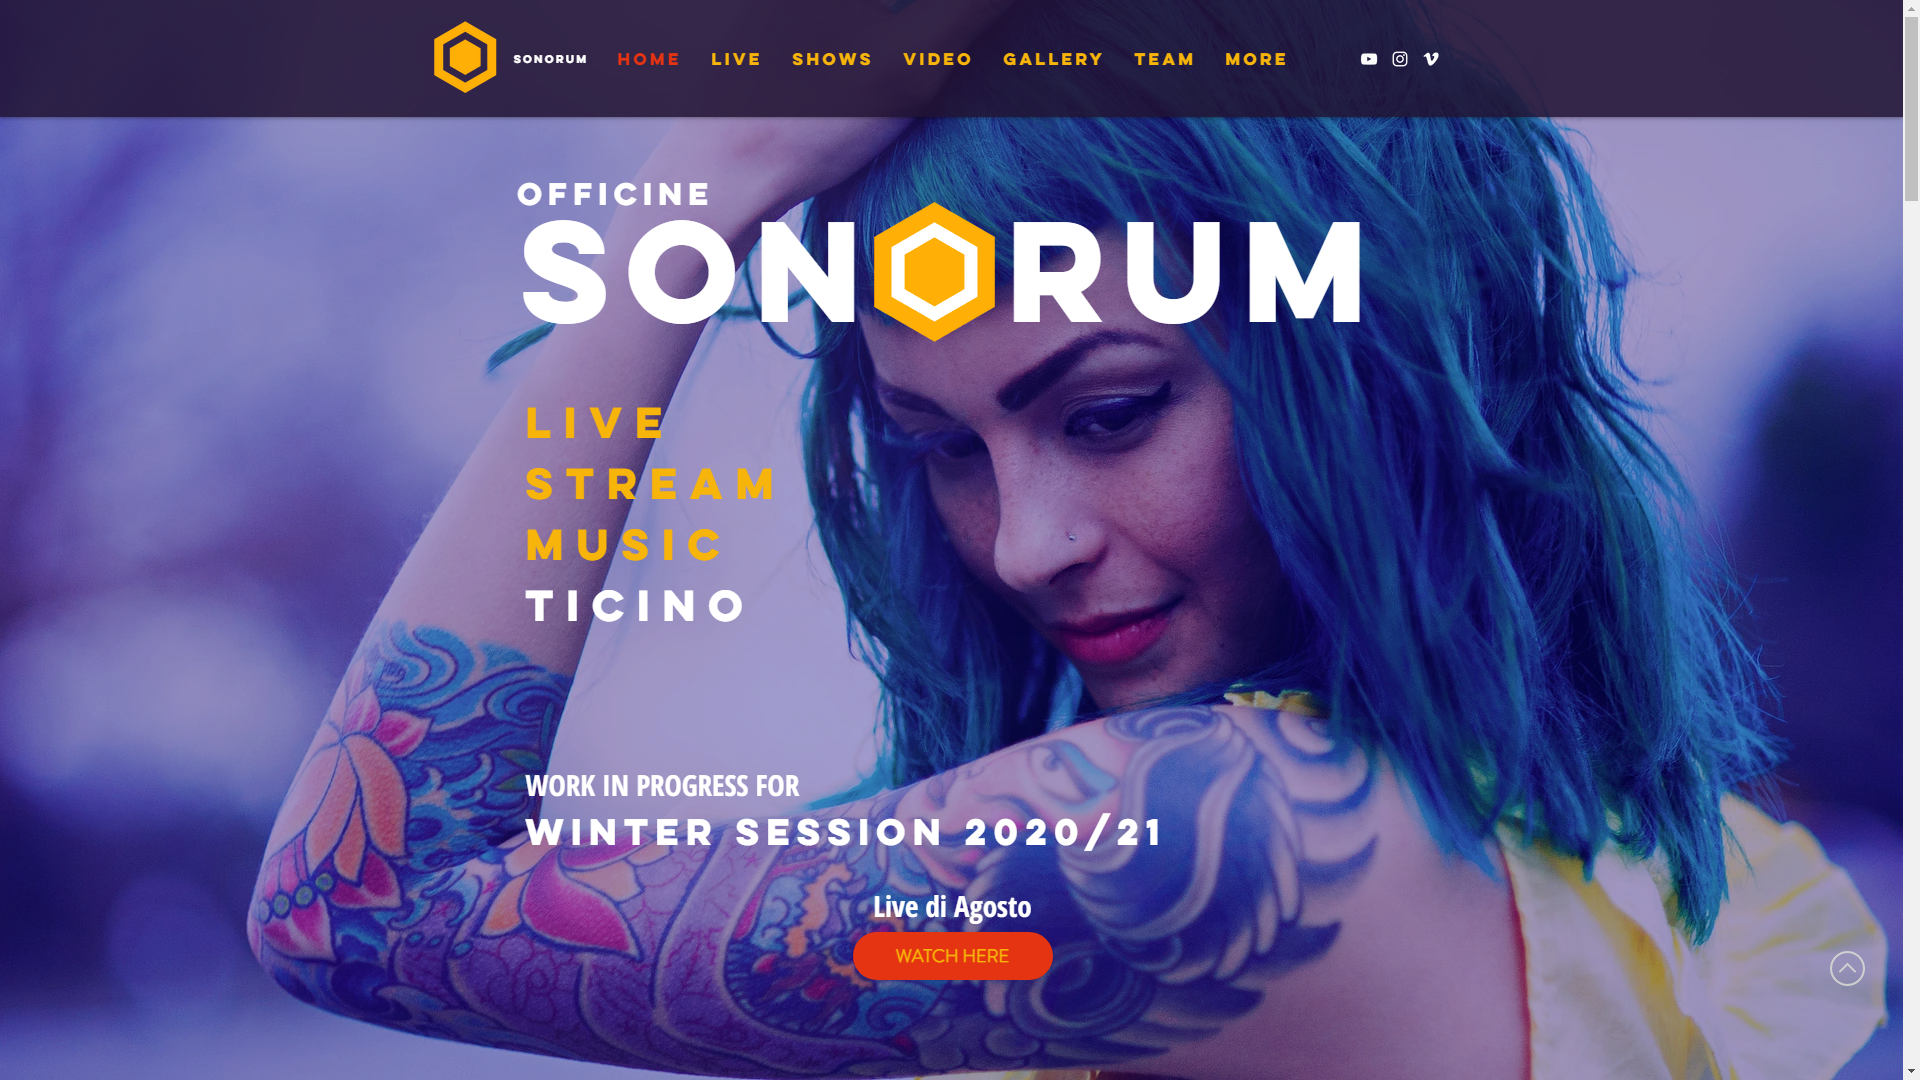 SONORUM
HOME LIVE SHOWS VIDEO GALLERY TEAM MORE
OFFICINE
SONORUM
LIVE
STREAM
MUSIC
TICINO
WORK IN PROGRESS FOR
WINTER SESSION 2020/21
Live di Agosto
WATCH HERE